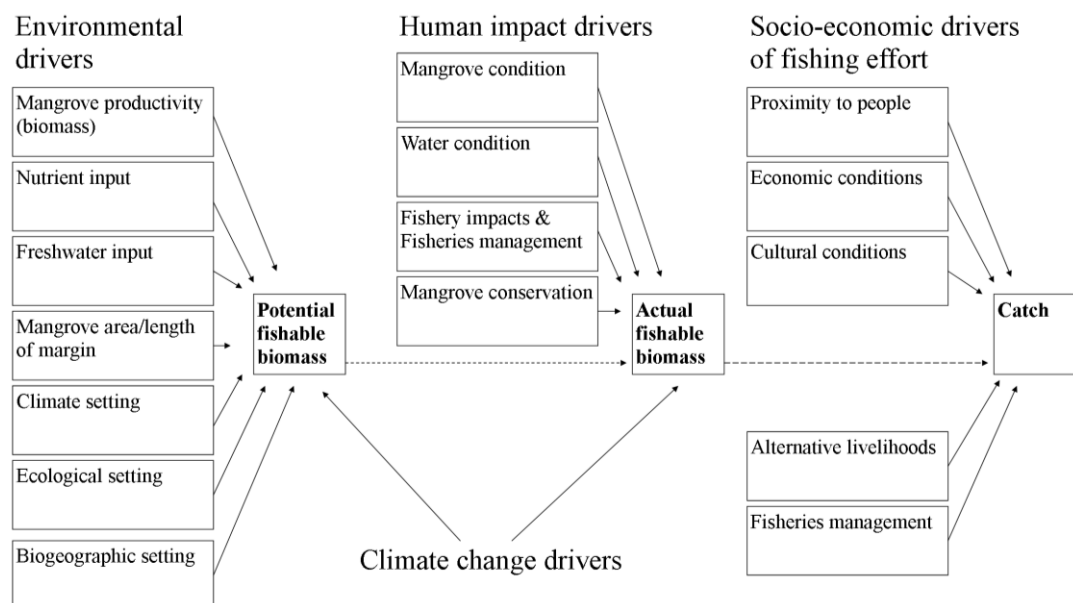 Environmental
drivers
Mangrove productivity
(biomass)
Nutrient input
Freshwater input
Mangrove area/length
of margin
Climate setting
Ecological setting
Biogeographic setting
Potential
fishable
biomass
Human impact drivers
Mangrove condition
Water condition
Fishery impacts &
Fisheries management
Mangrove conservation
Actual
fishable
biomass
Climate change drivers
Socio-economic drivers
of fishing effort
Proximity to people
Economic conditions
Cultural conditions
Catch
Alternative livelihoods
Fisheries management